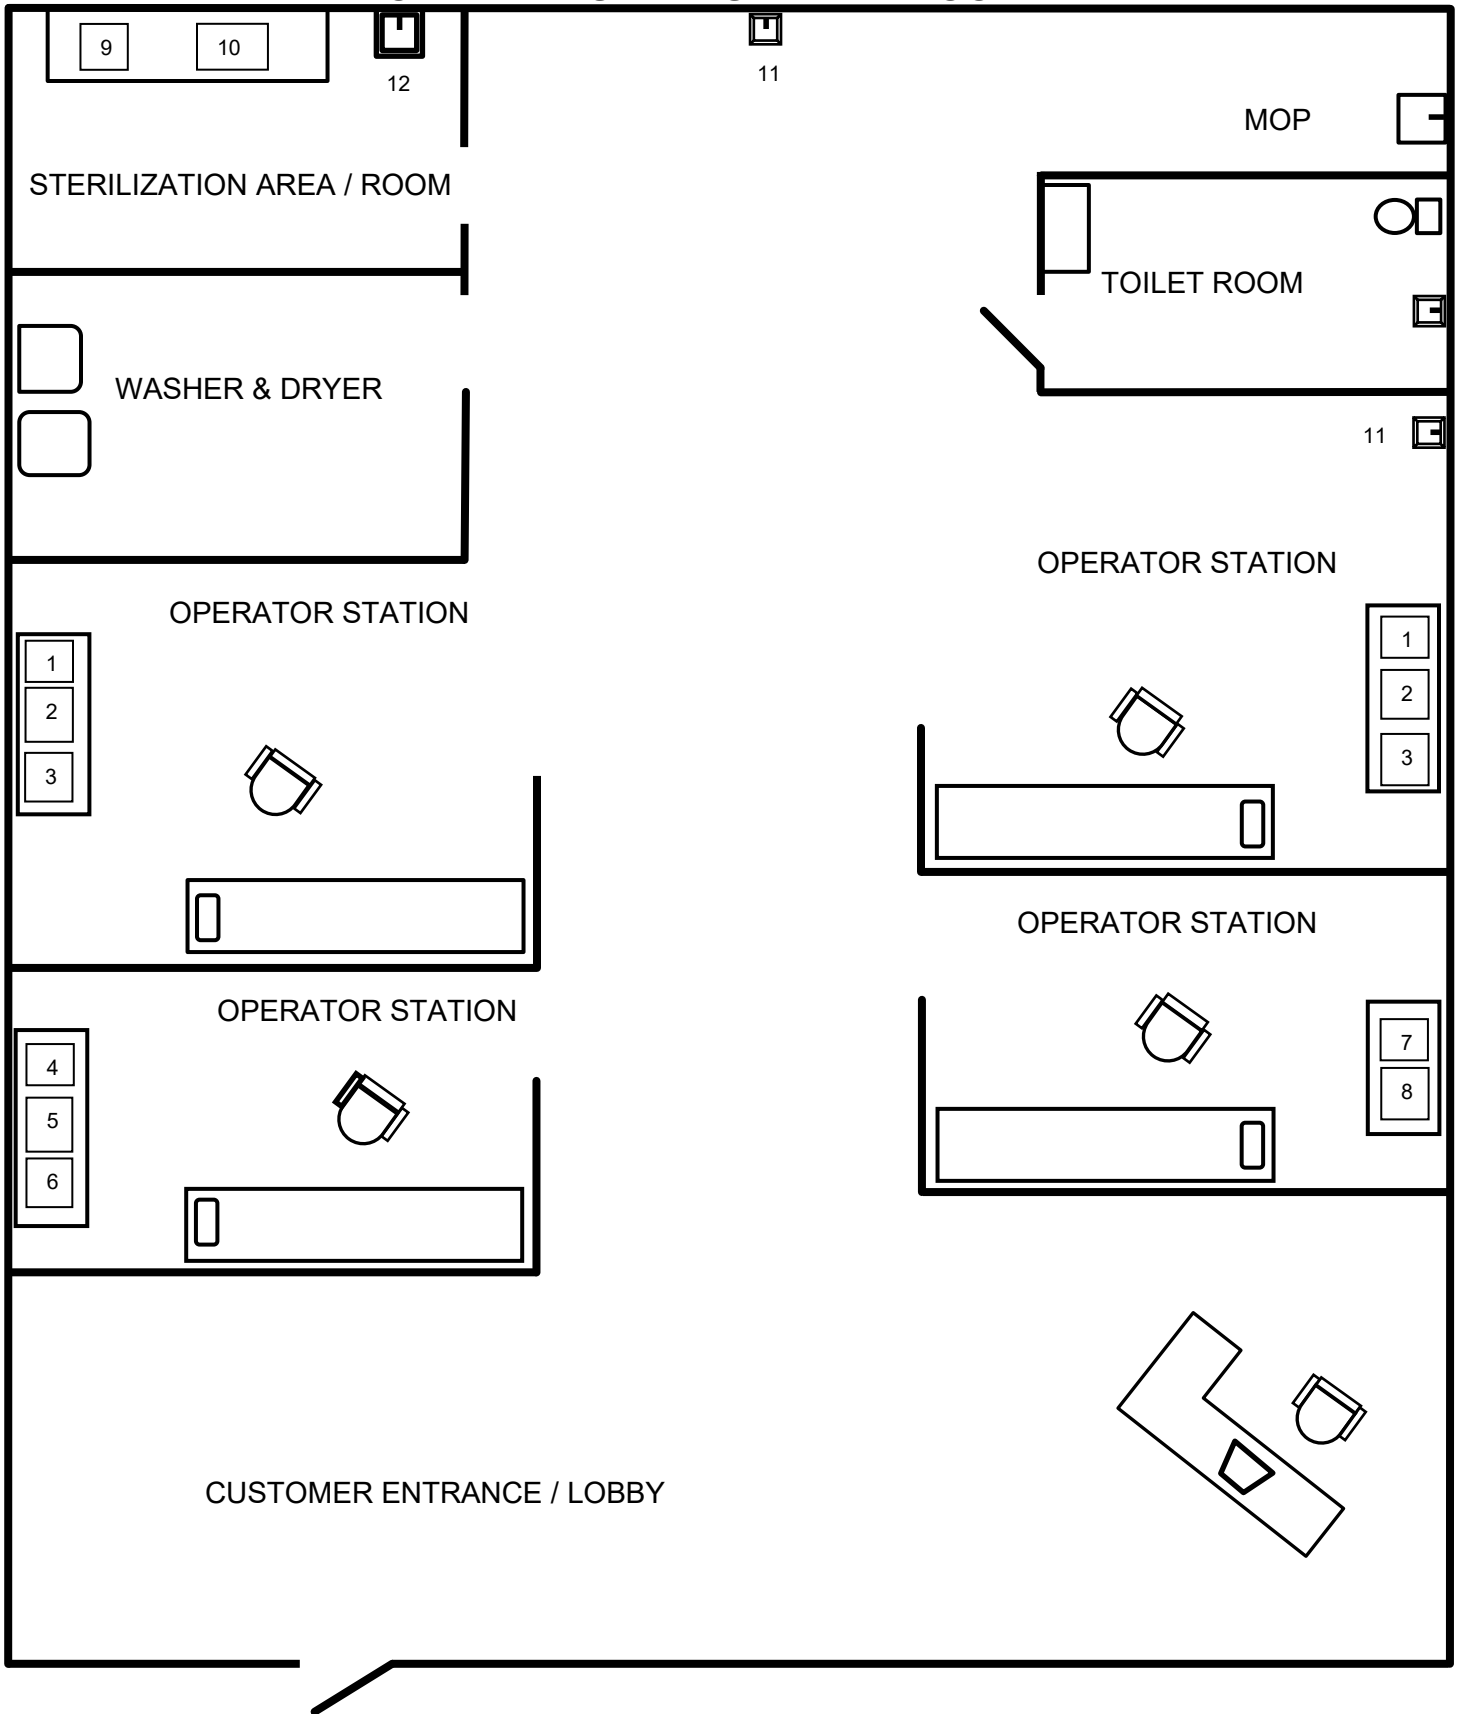 9
10
12
11
MOP
STERILIZATION AREA / ROOM
TOILET ROOM
WASHER & DRYER
11
OPERATOR STATION
OPERATOR STATION
1
2
3
1
2
3
OPERATOR STATION
OPERATOR STATION
4
5
6
7
8
CUSTOMER ENTRANCE / LOBBY